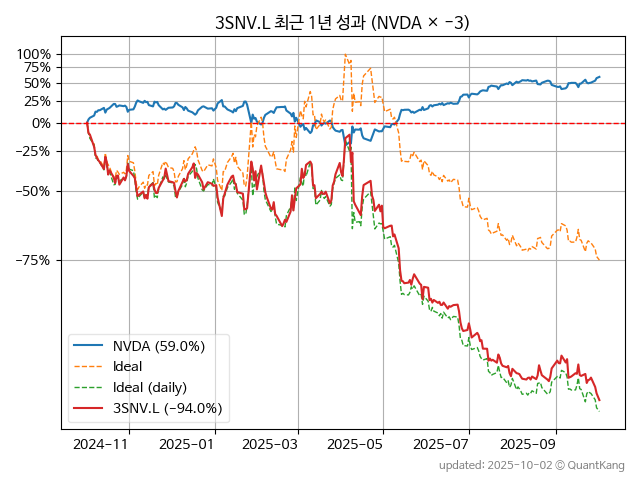 3SNV.L 최근 1년 성과 (NVDA × −3)
100%
75%
50%
25%
0%
−25%
−50%
−75%
NVDA (59.0%)
Ideal
Ideal (daily)
3SNV.L (−94.0%)
2024−11
2025−01
2025−03
2025−05
2025−07
2025−09
updated: 2025-10-02 © QuantKang